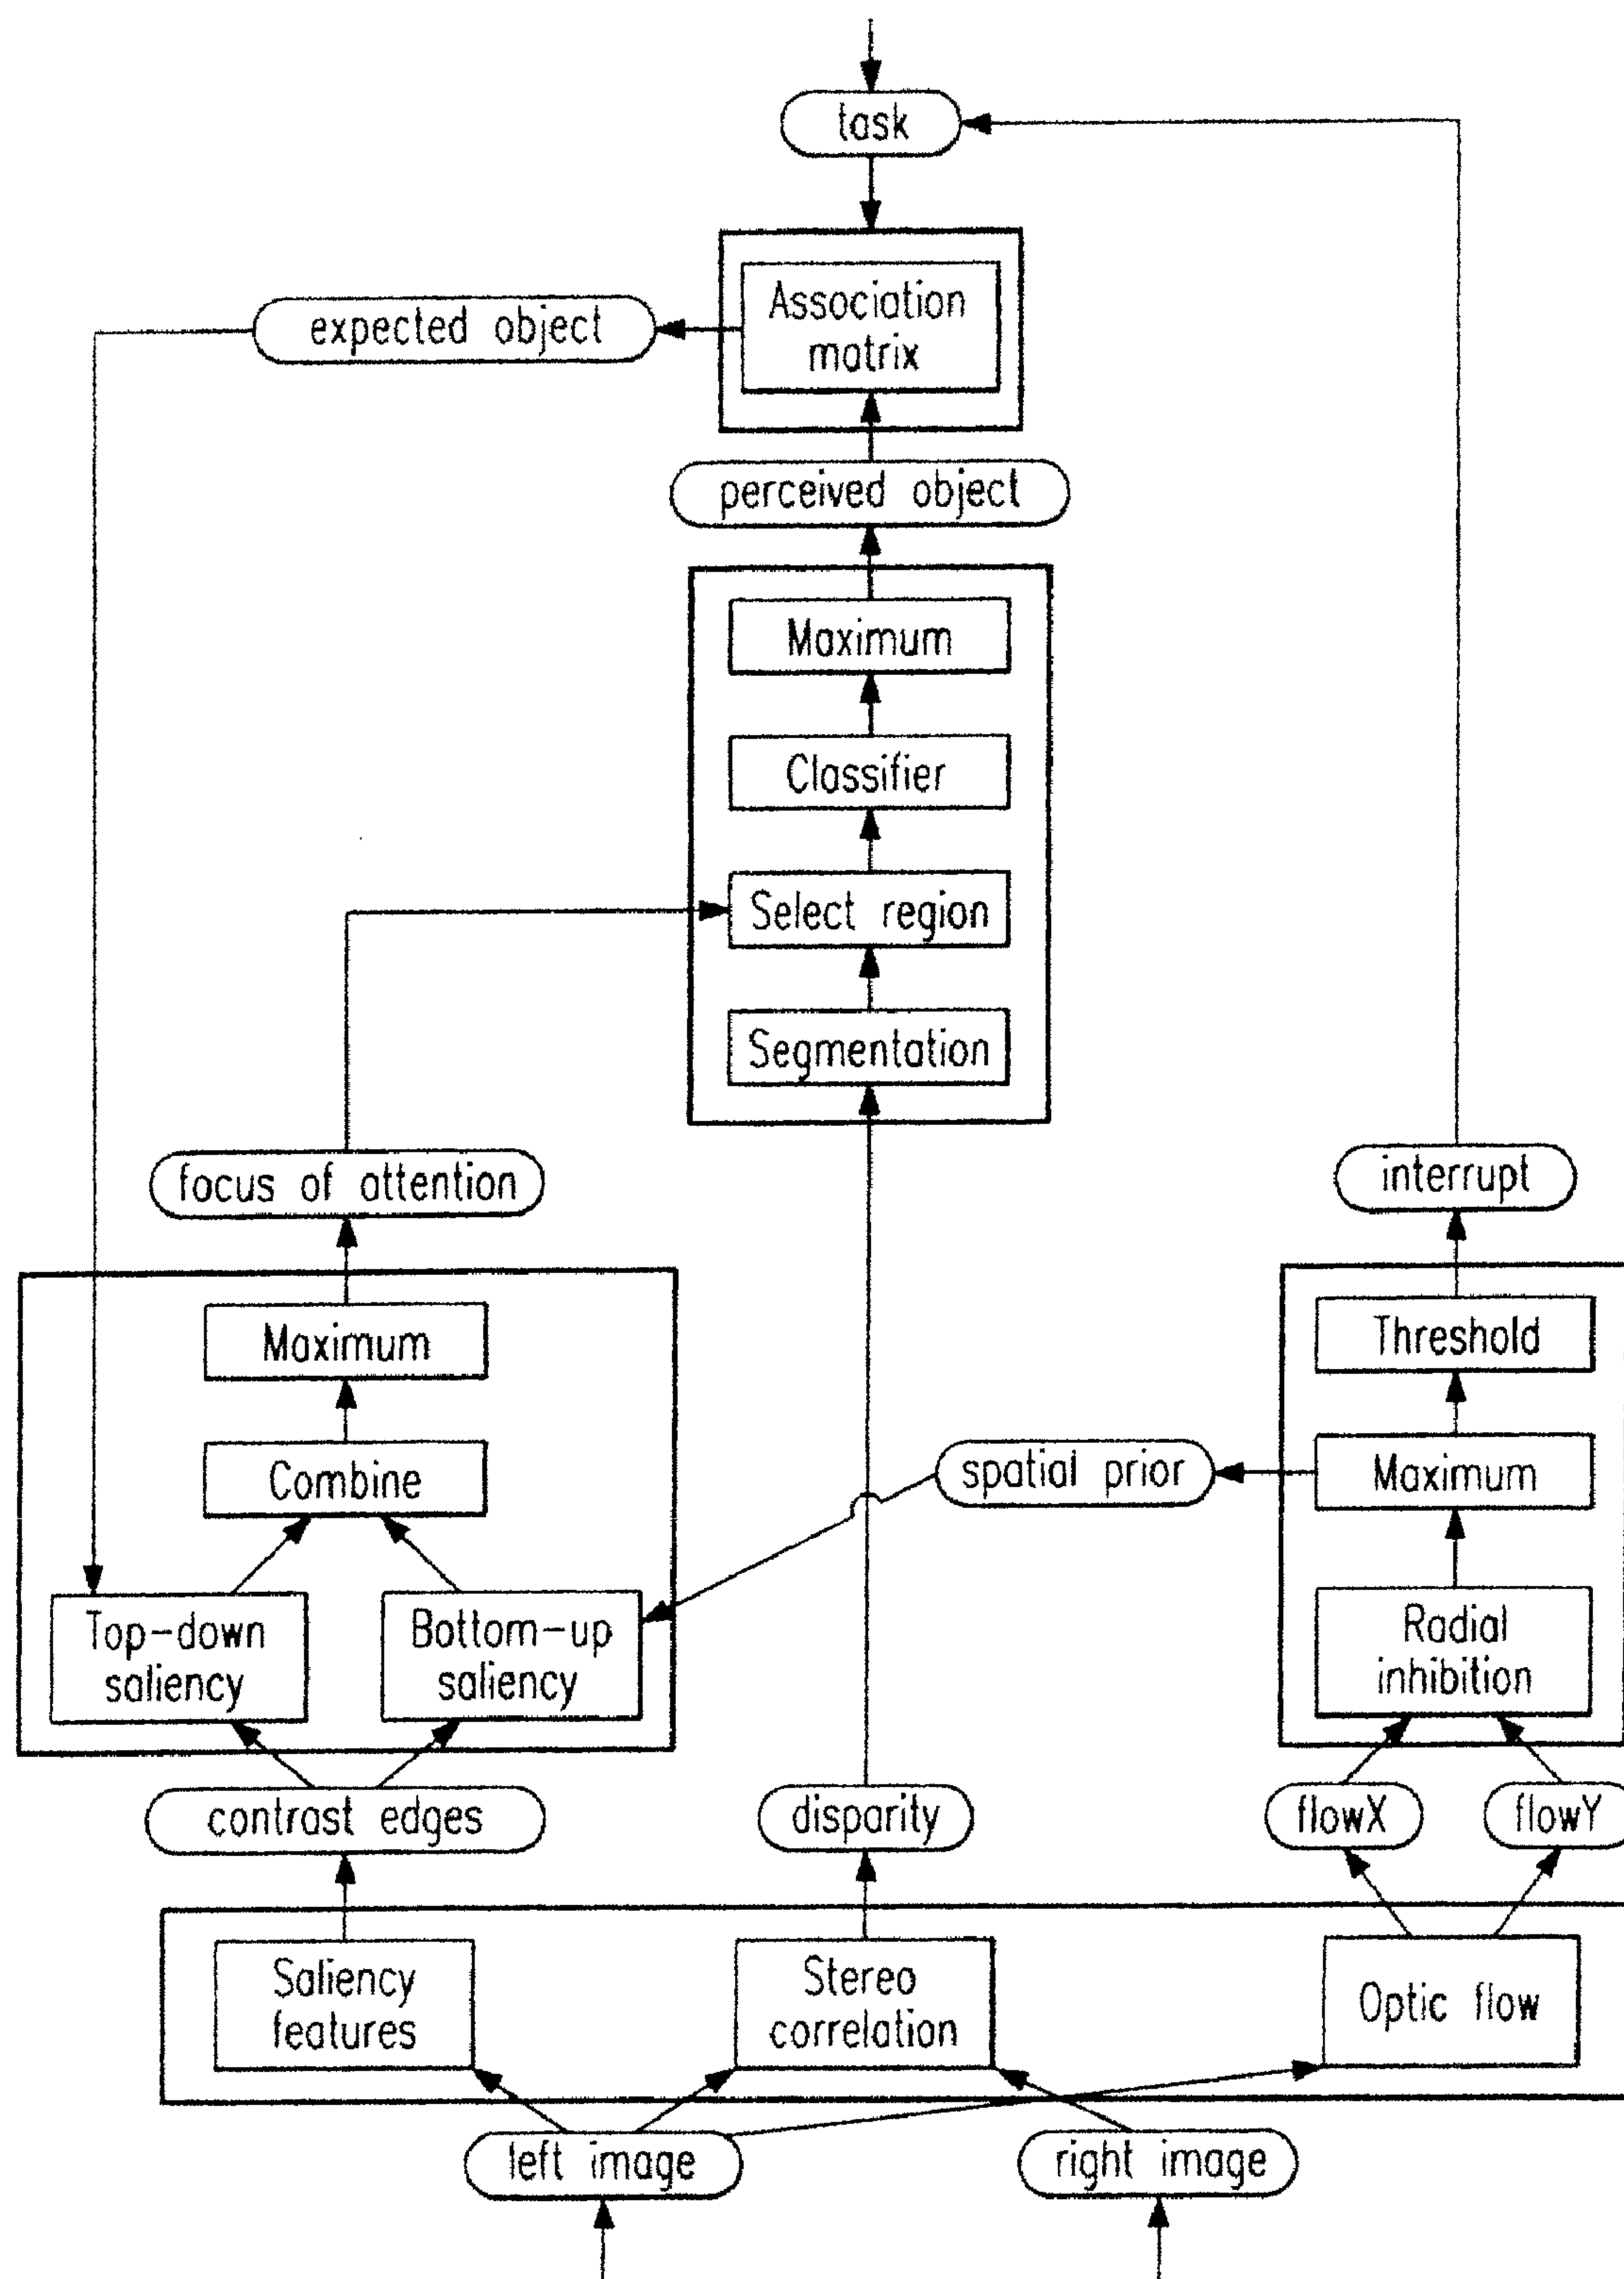 task
Association
matrix
expected object
perceived object
Maximum
Classifier
Select region
Segmentation
focus of attention
interrupt
Maximum
Threshold
Combine
spatial prior
Maximum
Top-down
saliency
Bottom-up
saliency
Radial
inhibition
contrast edges
disparity
flowX
flowY
Saliency
features
Stereo
correlation
Optic flow
left image
right image